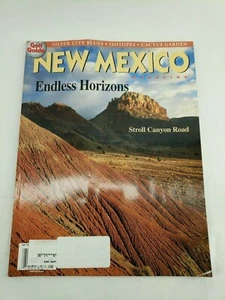 Golf Guide
SILVER CITY BLUES • ISOTOPES • CACTUS GARDEN
NEW MEXICO
Endless Horizons
Stroll Canyon Road